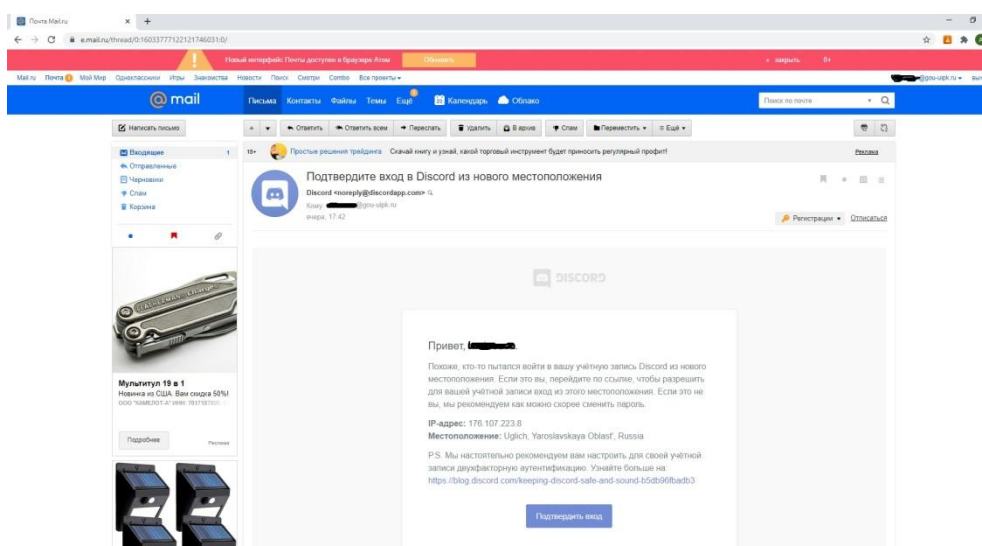 Почта Mail.ru
e.mail.ru/thread/0:16033777122121746031:0/
Новый интерфейс Почты доступен в браузере Атом
Обновить
закрыть
0+
Mail.ru Почта Мой Мир Одноклассники Игры Знакомства Новости Поиск Смотри Combo Все проекты
@gou-uipk.ru
mail
Письма Контакты Файлы Темы Ещё Календарь Облако
Поиск по почте
Написать письмо
Ответить Ответить всем Переслать Удалить В архив Спам Переместить Ещё
Входящие 1
Отправленные
Черновики
Спам
Корзина
18+ Простые решения трейдинга Скачай книгу и узнай, какой торговый инструмент будет приносить регулярный профит! Реклама
Подтвердите вход в Discord из нового местоположения
Discord <noreply@discordapp.com>
Кому: @gou-uipk.ru
вчера, 17:42
Регистрации Отписаться
DISCORD
Привет,
Похоже, кто-то пытался войти в вашу учётную запись Discord из нового
местоположения. Если это вы, перейдите по ссылке, чтобы разрешить
для вашей учётной записи вход из этого местоположения. Если это не
вы, мы рекомендуем как можно скорее сменить пароль.
IP-адрес: 176.107.223.8
Местоположение: Uglich, Yaroslavskaya Oblast', Russia
P.S. Мы настоятельно рекомендуем вам настроить для своей учётной
записи двухфакторную аутентификацию. Узнайте больше на:
https://blog.discord.com/keeping-discord-safe-and-sound-b5db96fbadb3
Подтвердить вход
LEATHERMAN
Мультитул 19 в 1
Новинка из США. Вам скидка 50%!
ООО "КАМЕЛОТ-А" ИНН:
Подробнее
Реклама